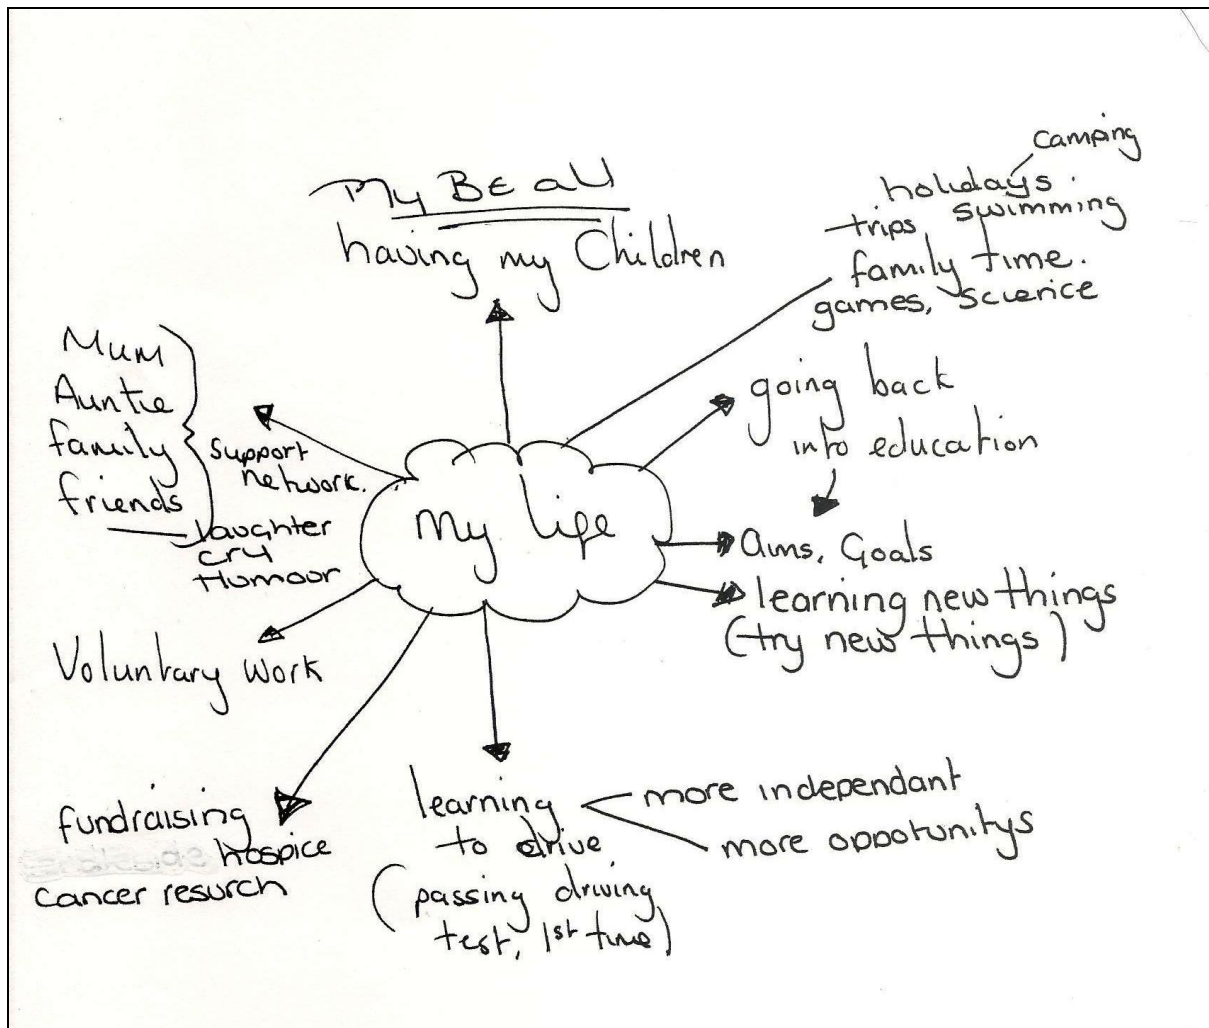 My BE all
having my Children
camping
holidays.
trips swimming
family time.
games, science
going back
into education
Aims, Goals
learning new things
(try new things)
Mum
Auntie
family
friends
Support
network.
laughter
cry
Humour
My life
Voluntary work
fundraising
hospice
cancer resurch
learning
to drive
(passing driving
test, 1st time)
more independant
more oppotunitys